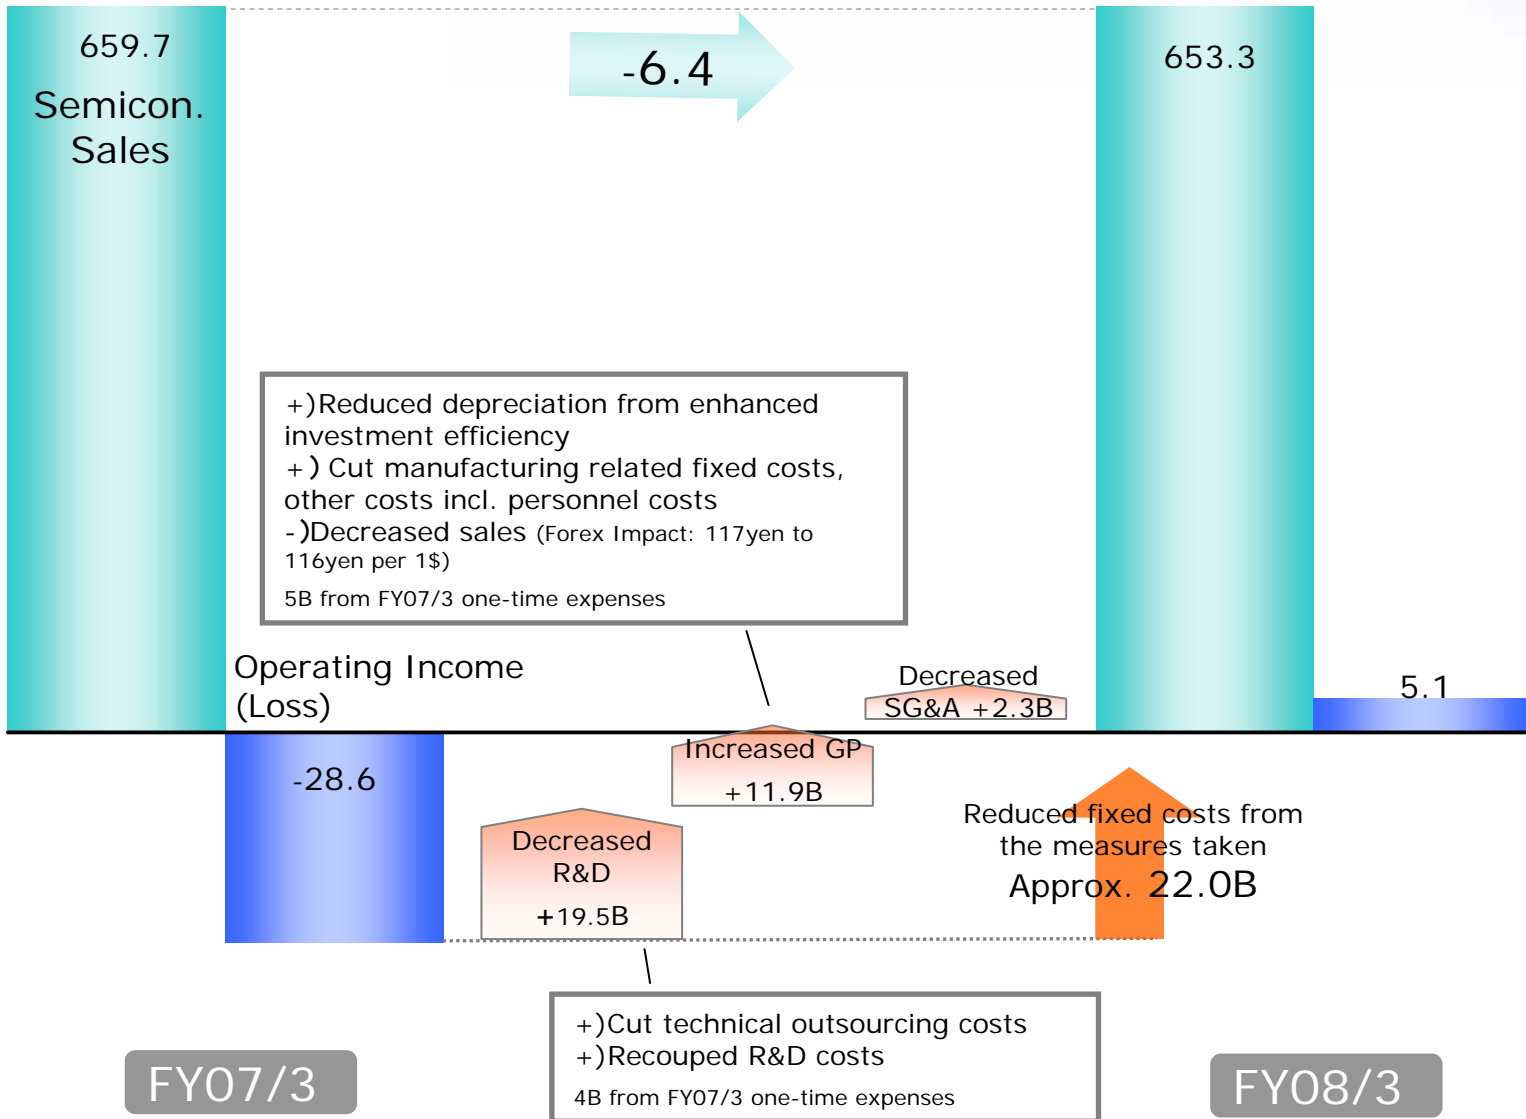 659.7
Semicon.
Sales
-6.4
653.3
+)Reduced depreciation from enhanced
investment efficiency
+) Cut manufacturing related fixed costs,
other costs incl. personnel costs
-)Decreased sales (Forex Impact: 117yen to
116yen per 1$)
5B from FY07/3 one-time expenses
Operating Income
(Loss)
Decreased
SG&A +2.3B
5.1
-28.6
Increased GP
+11.9B
Decreased
R&D
+19.5B
Reduced fixed costs from
the measures taken
Approx. 22.0B
+)Cut technical outsourcing costs
+)Recouped R&D costs
4B from FY07/3 one-time expenses
FY07/3
FY08/3